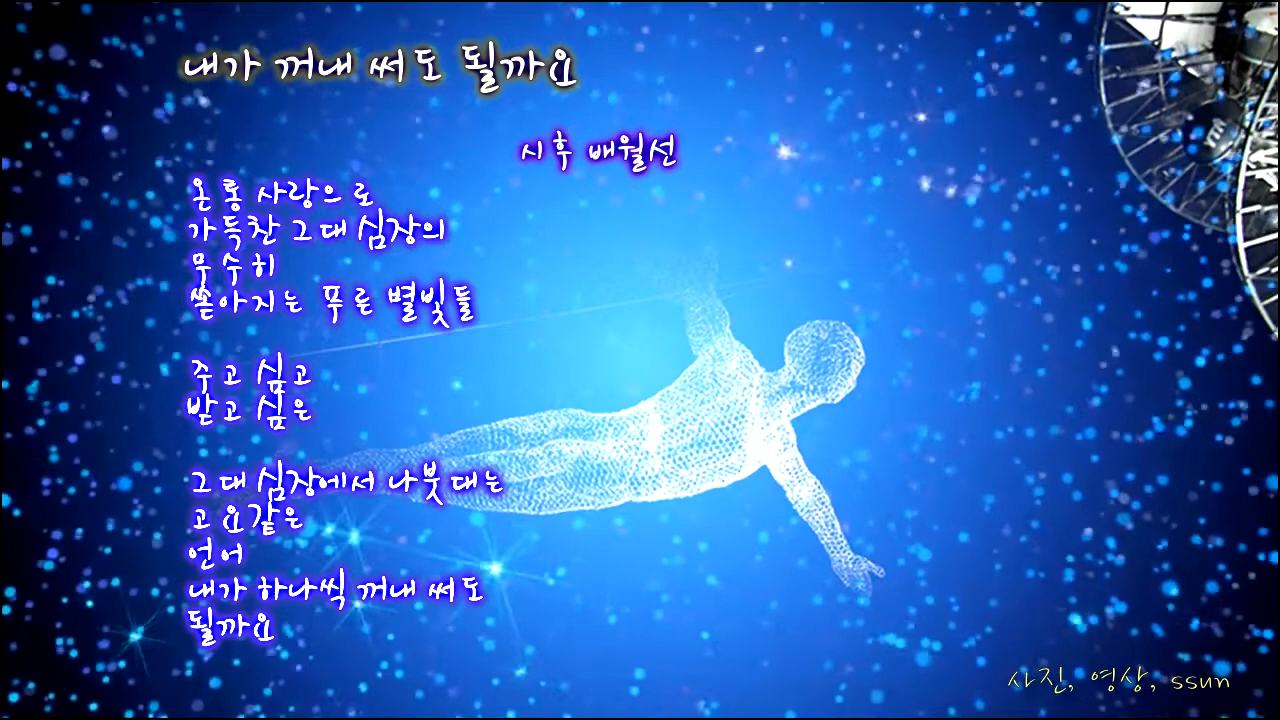 내가 꺼내 써도 될까요
시후 배월선
온통 사랑으로
가득찬 그대 심장의
무수히
쏟아지는 푸른 별빛들
주고 싶고
받고 싶은
그대 심장에서 나붓대는
고요같은
언어
내가 하나씩 꺼내 써도
될까요
사진, 영상, ssun